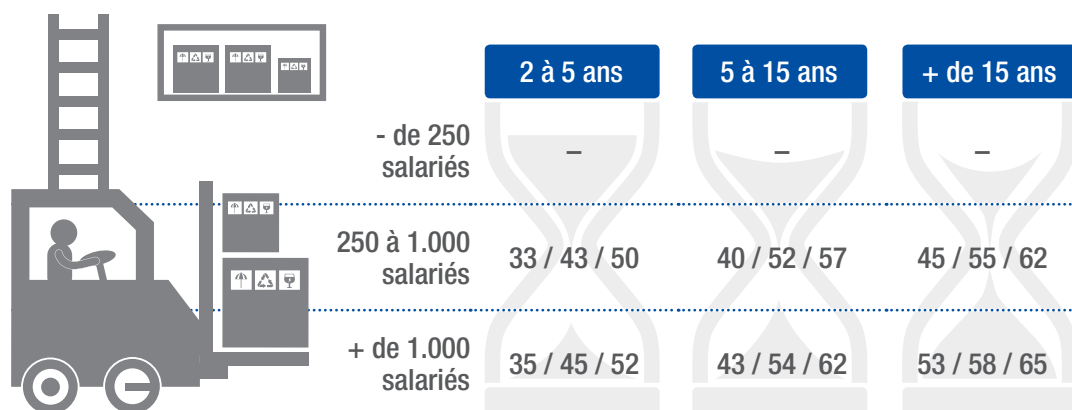 2 à 5 ans 5 à 15 ans + de 15 ans
- de 250
salariés
– – –
250 à 1.000
salariés
33 / 43 / 50 40 / 52 / 57 45 / 55 / 62
+ de 1.000
salariés
35 / 45 / 52 43 / 54 / 62 53 / 58 / 65